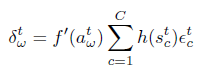 δ_ω^t = f′(a_ω^t) ∑_{c=1}^{C} h(s_c^t)ϵ_c^t